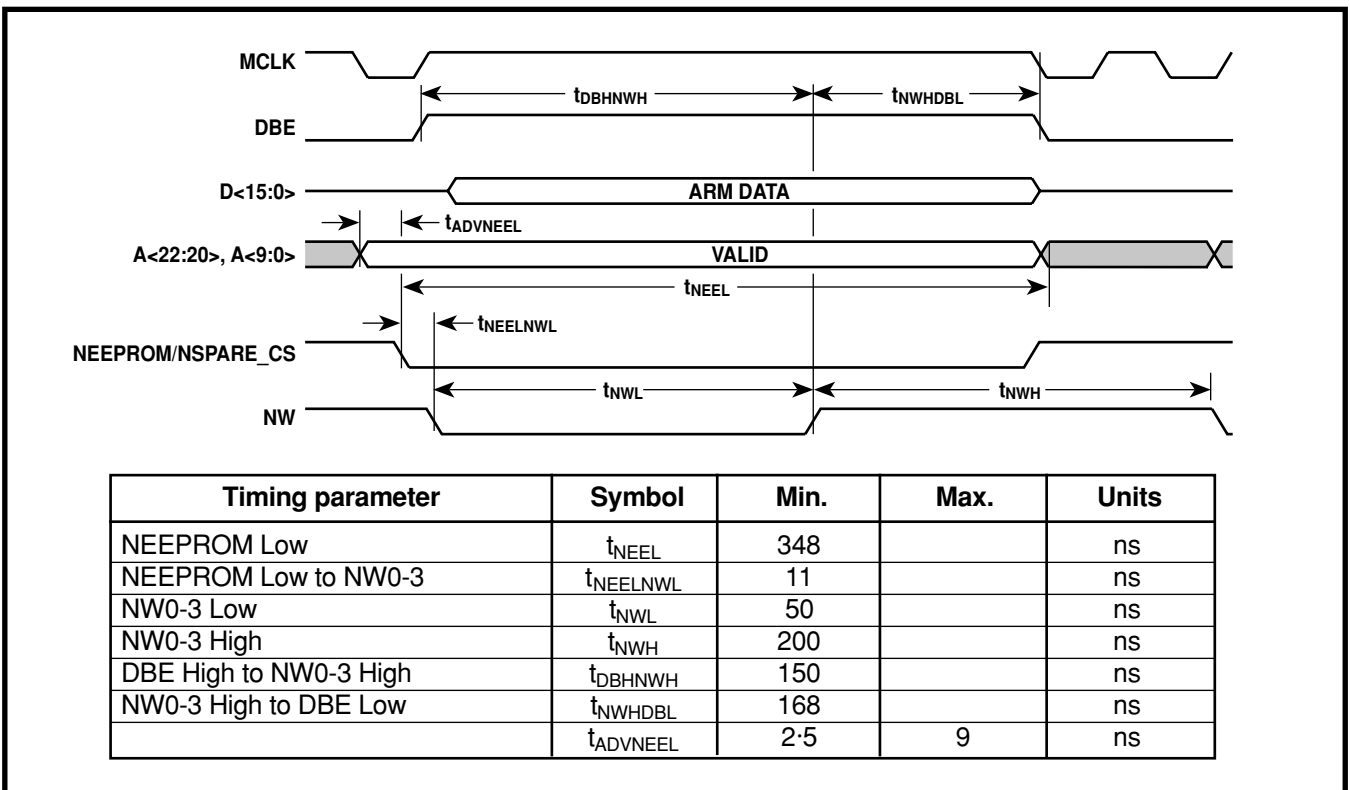 MCLK
tDBHNWH tNWHDBL
DBE
D<15:0> ARM DATA
tADVNEEL
A<22:20>, A<9:0> VALID
tNEEL
tNEELNWL
NEEPROM/NSPARE_CS
tNWL tNWH
NW
Timing parameter Symbol Min. Max. Units
NEEPROM Low tNEEL 348 ns
NEEPROM Low to NW0-3 tNEELNWL 11 ns
NW0-3 Low tNWL 50 ns
NW0-3 High tNWH 200 ns
DBE High to NW0-3 High tDBHNWH 150 ns
NW0-3 High to DBE Low tNWHDBL 168 ns
tADVNEEL 2·5 9 ns